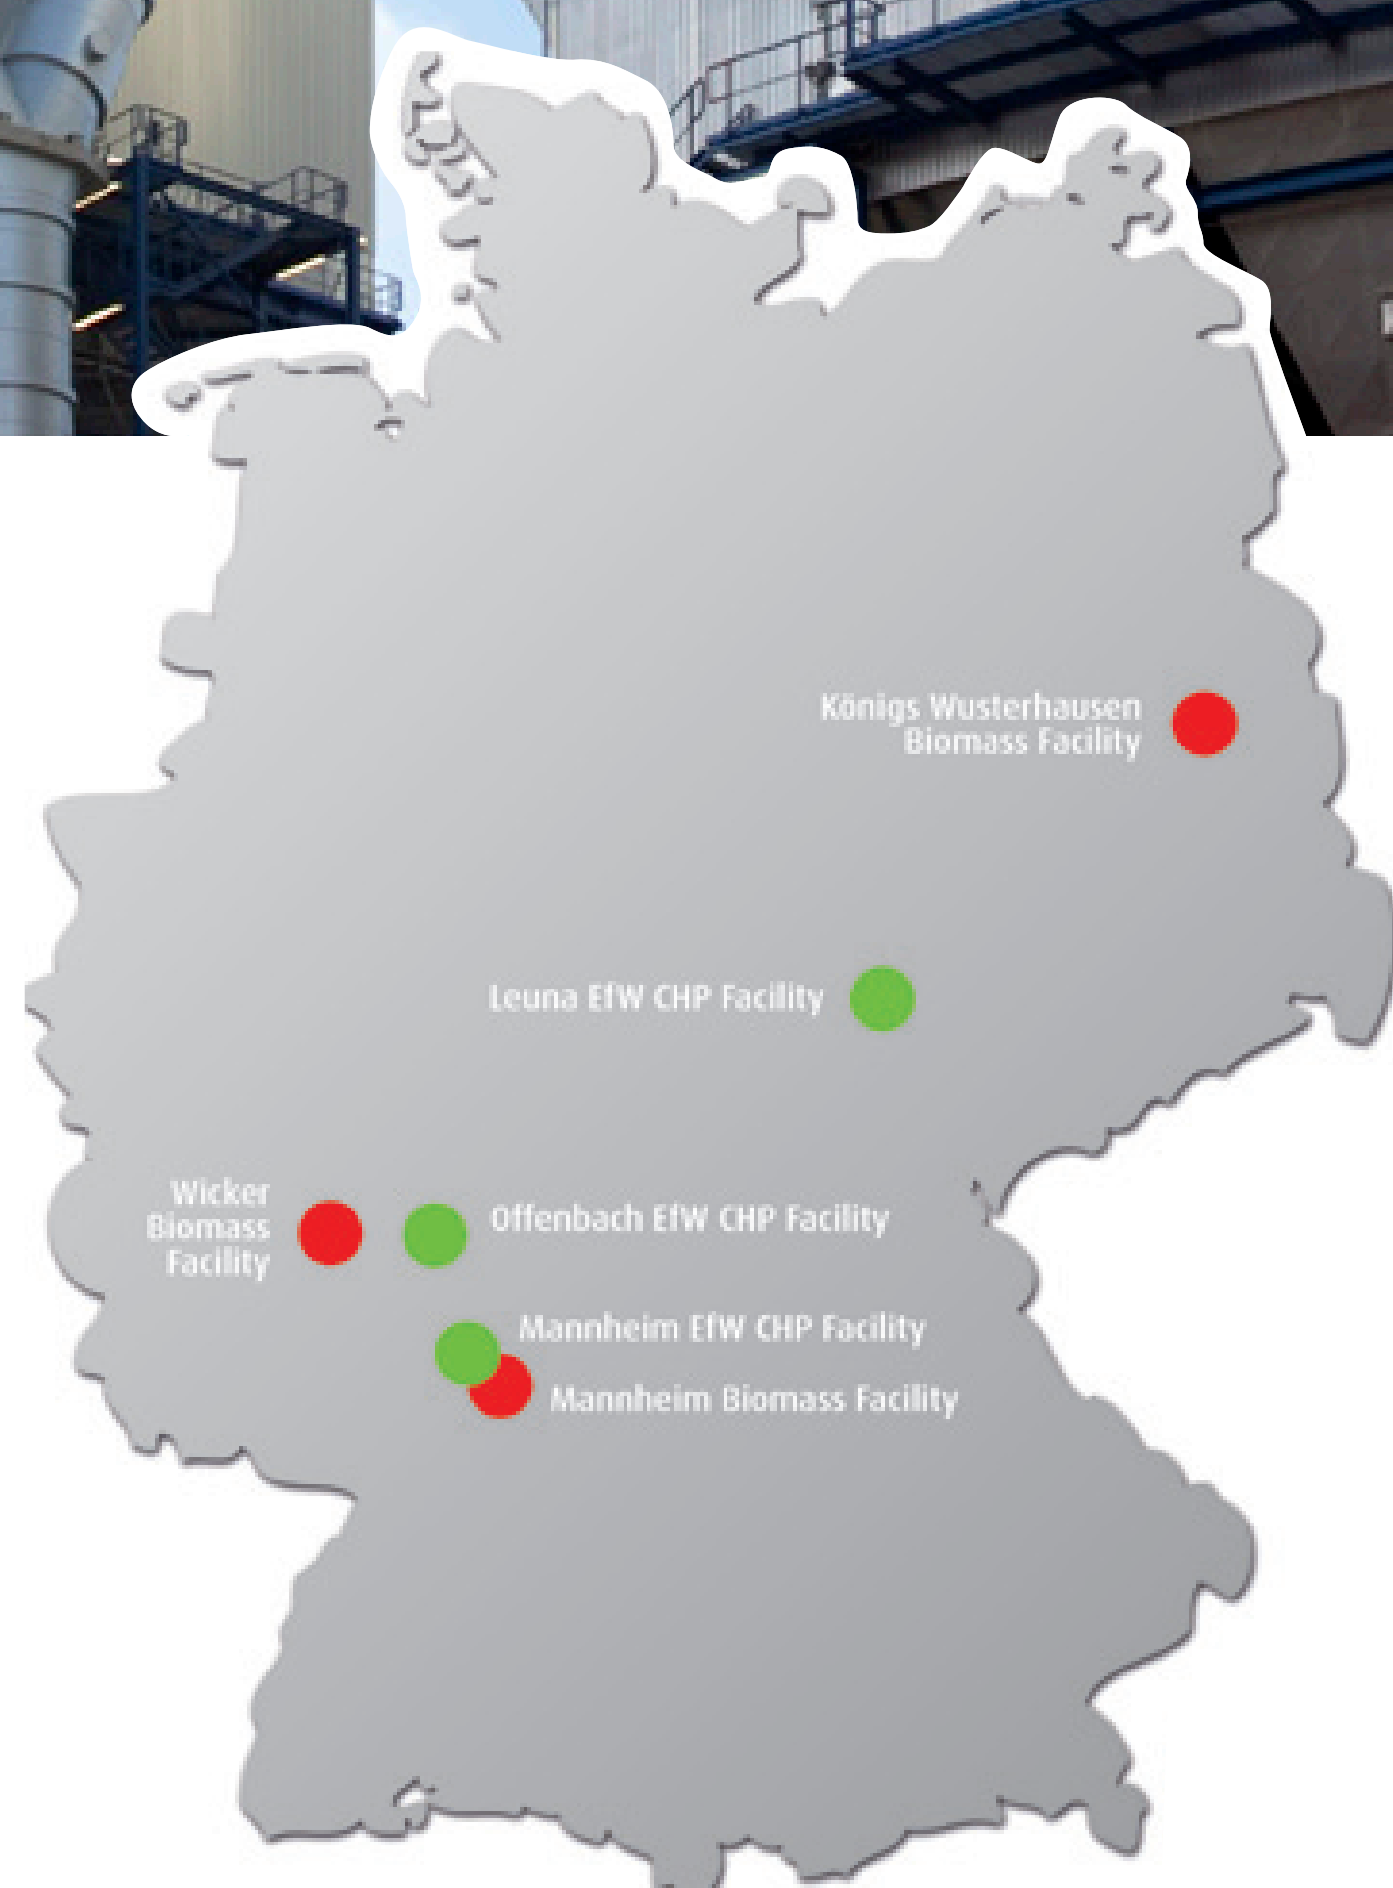 Königs Wusterhausen
Biomass Facility
Leuna EfW CHP Facility
Wicker
Biomass
Facility
Offenbach EfW CHP Facility
Mannheim EfW CHP Facility
Mannheim Biomass Facility